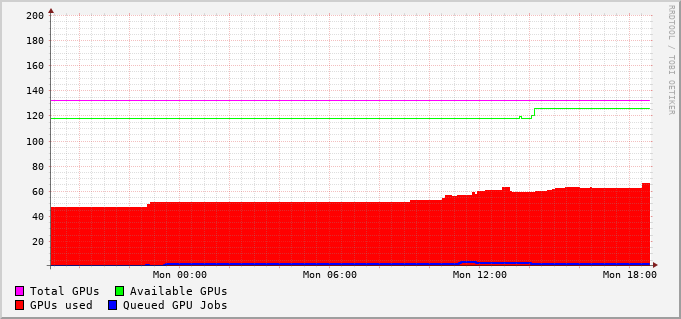 200
180
160
140
120
100
80
60
40
20
Mon 00:00 Mon 06:00 Mon 12:00 Mon 18:00
Total GPUs Available GPUs
GPUs used Queued GPU Jobs
RRDTOOL / TOBI OETIKER